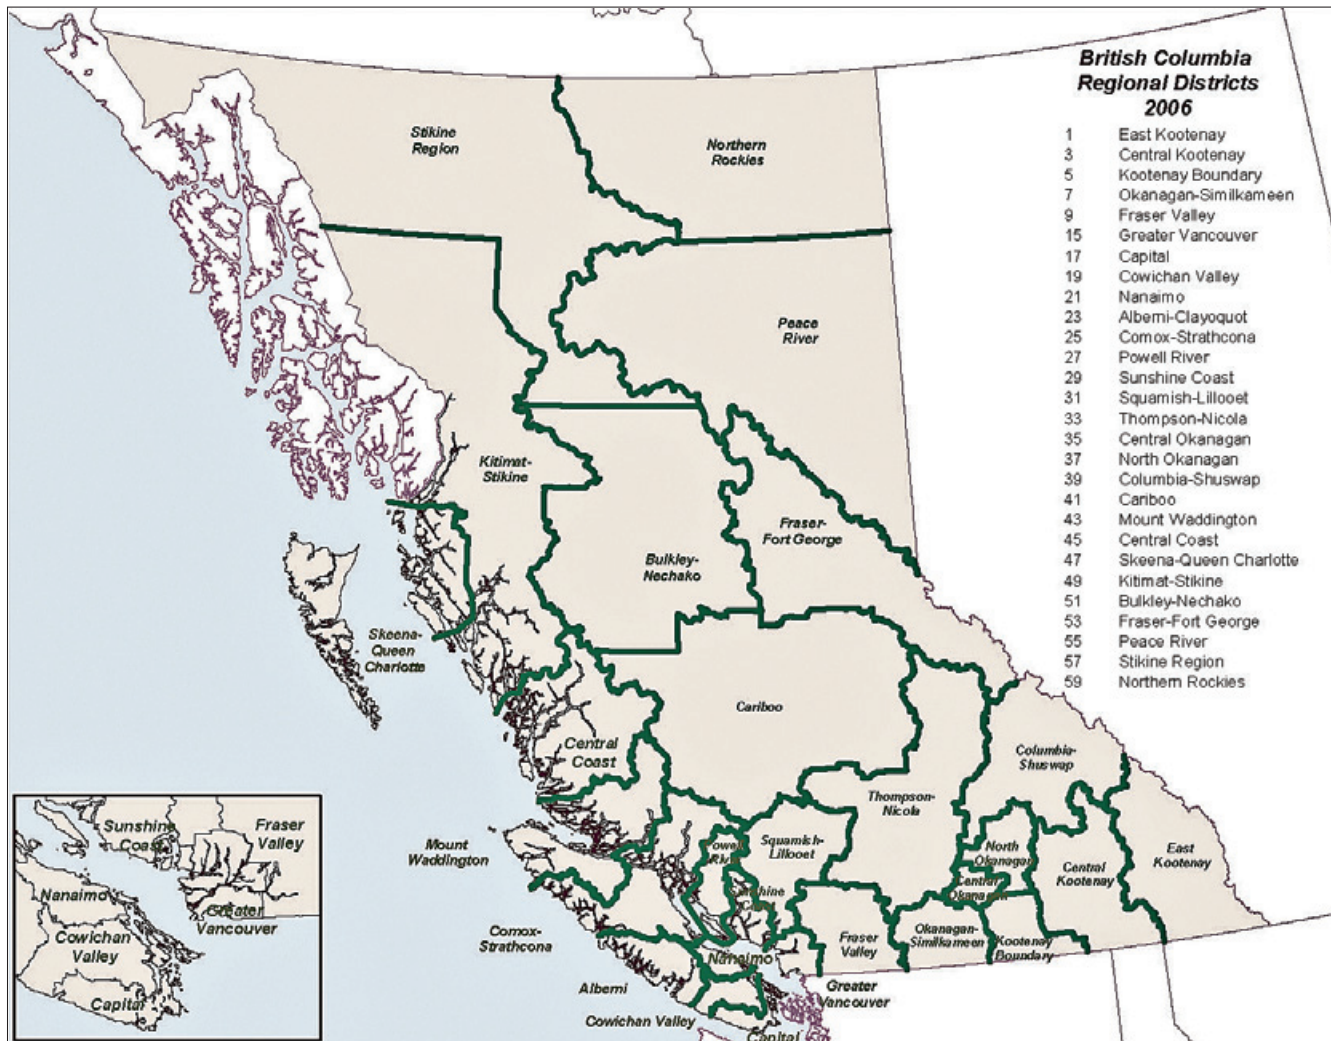 British Columbia
Regional Districts
2006
1 East Kootenay
3 Central Kootenay
5 Kootenay Boundary
7 Okanagan-Similkameen
9 Fraser Valley
15 Greater Vancouver
17 Capital
19 Cowichan Valley
21 Nanaimo
23 Alberni-Clayoquot
25 Comox-Strathcona
27 Powell River
29 Sunshine Coast
31 Squamish-Lillooet
33 Thompson-Nicola
35 Central Okanagan
37 North Okanagan
39 Columbia-Shuswap
41 Cariboo
43 Mount Waddington
45 Central Coast
47 Skeena-Queen Charlotte
49 Kitimat-Stikine
51 Bulkley-Nechako
53 Fraser-Fort George
55 Peace River
57 Stikine Region
59 Northern Rockies
Stikine
Region
Northern
Rockies
Peace
River
Kitimat-
Stikine
Fraser-
Fort George
Bulkley-
Nechako
Skeena-
Queen
Charlotte
Cariboo
Central
Coast
Columbia-
Shuswap
Thompson-
Nicola
Mount
Waddington
Powell
River
Squamish-
Lillooet
North
Okanagan
Central
Kootenay
East
Kootenay
Central
Okanagan
Sunshine
Coast
Comox-
Strathcona
Fraser
Valley
Okanagan-
Similkameen
Kootenay
Boundary
Nanaimo
Alberni
Greater
Vancouver
Cowichan Valley
Capital
Sunshine
Coast
Fraser
Valley
Nanaimo
Greater
Vancouver
Cowichan
Valley
Capital